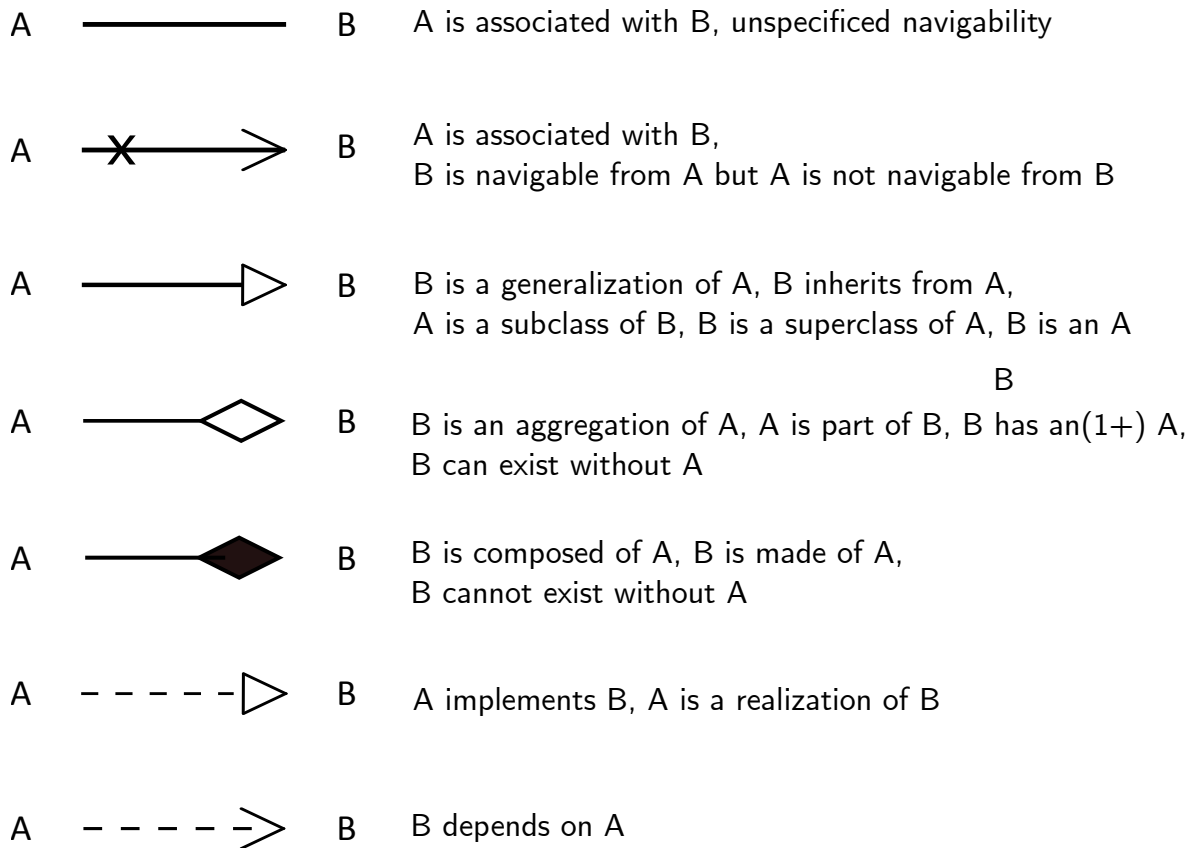 A B A is associated with B, unspecificed navigability
A X B A is associated with B,
B is navigable from A but A is not navigable from B
A B B is a generalization of A, B inherits from A,
A is a subclass of B, B is a superclass of A, B is an A
B
A B B is an aggregation of A, A is part of B, B has an(1+) A,
B can exist without A
A B B is composed of A, B is made of A,
B cannot exist without A
A B A implements B, A is a realization of B
A B B depends on A